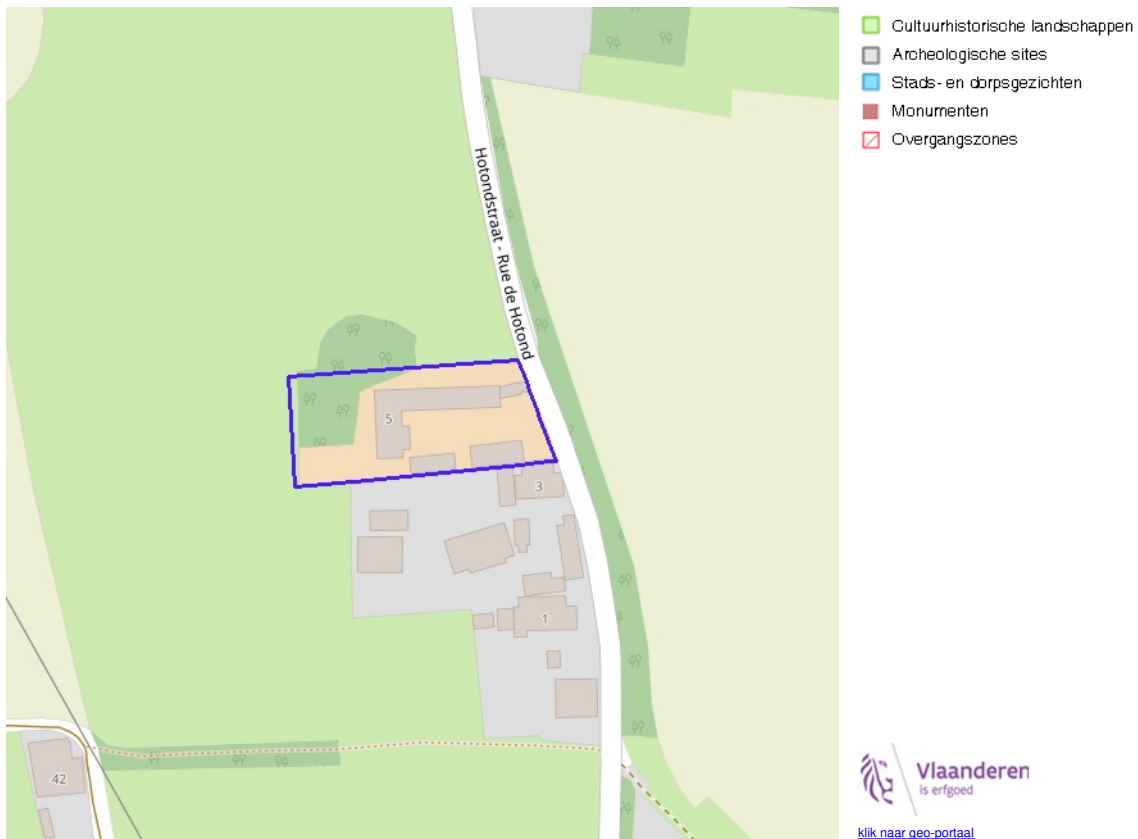 Cultuurhistorische landschappen
Archeologische sites
Stads- en dorpsgezichten
Monumenten
Overgangszones
Hotondstraat - Rue de Hotond
5
3
1
42
Vlaanderen
is erfgoed
klik naar geo-portaal